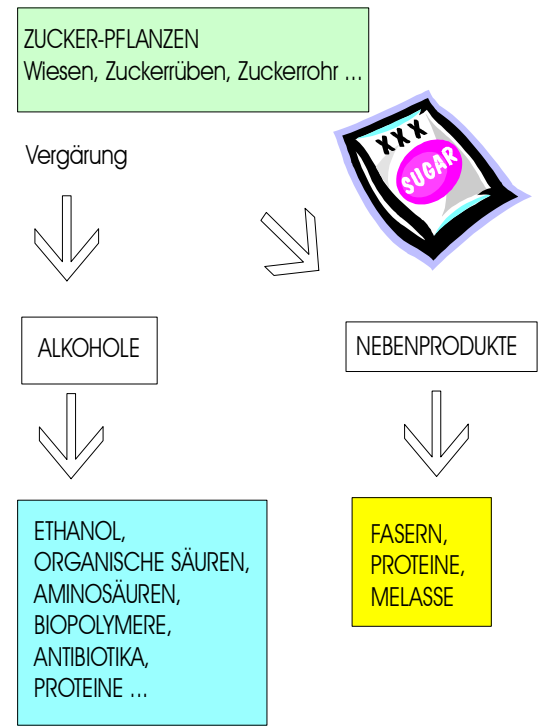 ZUCKER-PFLANZEN
Wiesen, Zuckerrüben, Zuckerrohr ...
Vergärung
XXX
SUGAR
ALKOHOLE
NEBENPRODUKTE
ETHANOL,
ORGANISCHE SÄUREN,
AMINOSÄUREN,
BIOPOLYMERE,
ANTIBIOTIKA,
PROTEINE ...
FASERN,
PROTEINE,
MELASSE